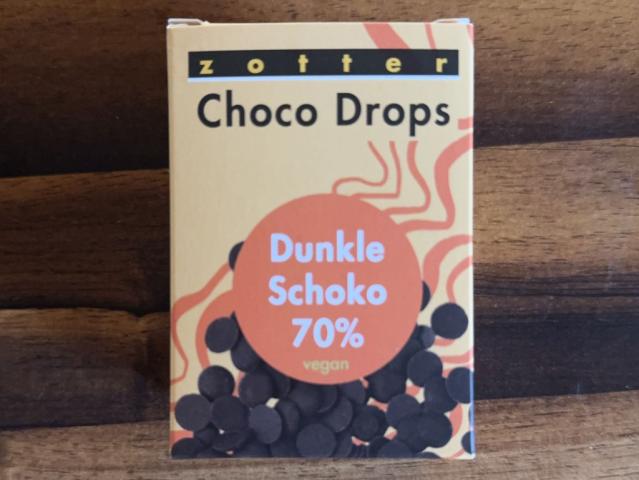 zotter
Choco Drops
Dunkle
Schoko
70%
vegan